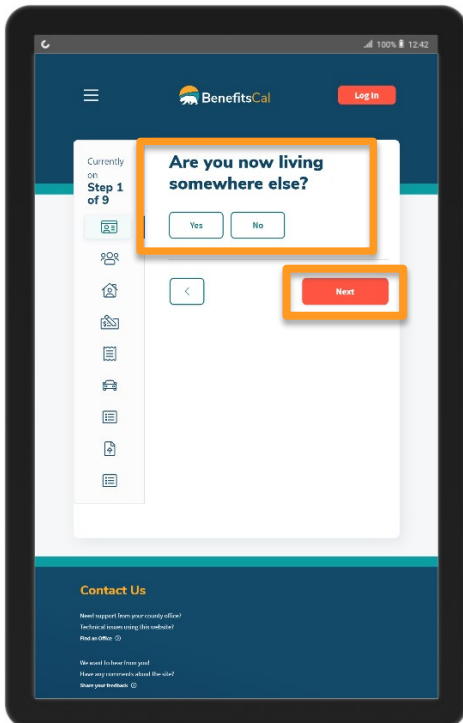 100% 12:42
BenefitsCal
Log In
Currently
on
Step 1
of 9
Are you now living
somewhere else?
Yes
No
Next
Contact Us
Need support from your county office?
Technical issues using this website?
Find an Office
We want to hear from you!
Have any comments about the site?
Share your feedback